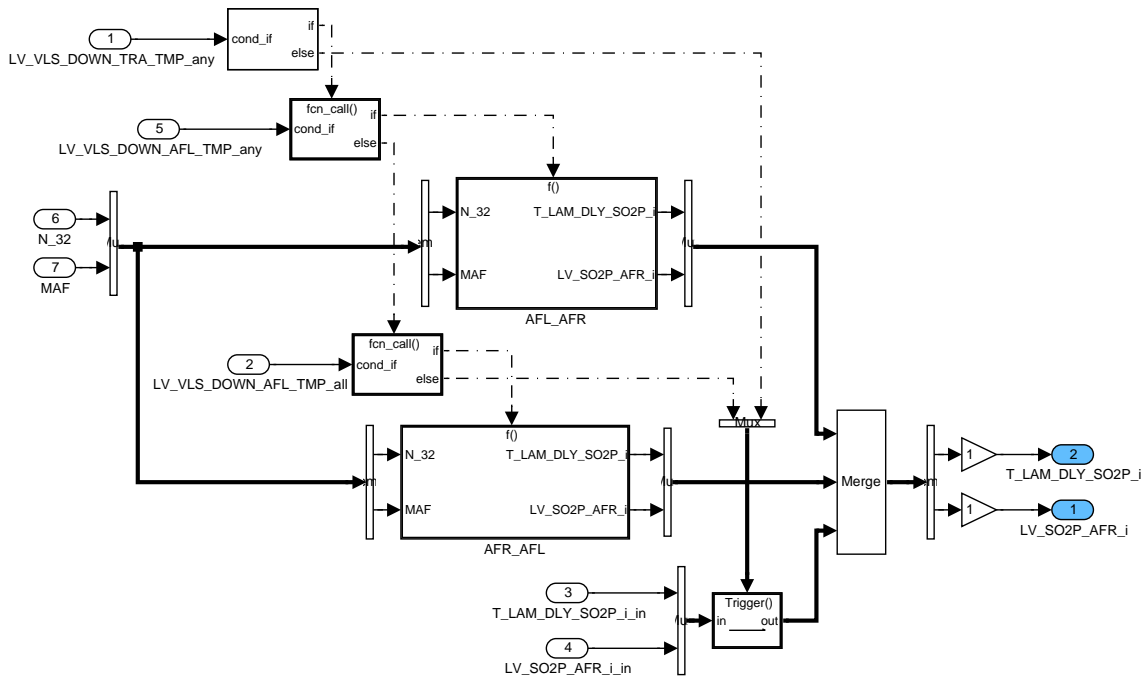 if
1
cond_if
else
LV_VLS_DOWN_TRA_TMP_any
fcn_call()
if
5
cond_if
else
LV_VLS_DOWN_AFL_TMP_any
f()
6
N_32
T_LAM_DLY_SO2P_i
N_32
7
MAF
LV_SO2P_AFR_i
MAF
AFL_AFR
fcn_call()
if
2
cond_if
else
LV_VLS_DOWN_AFL_TMP_all
Mux
f()
N_32
T_LAM_DLY_SO2P_i
1
2
T_LAM_DLY_SO2P_i
Merge
MAF
LV_SO2P_AFR_i
1
1
LV_SO2P_AFR_i
AFR_AFL
3
T_LAM_DLY_SO2P_i_in
Trigger()
in
out
4
LV_SO2P_AFR_i_in